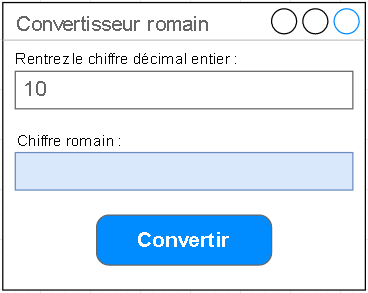 Convertisseur romain
Rentrez le chiffre décimal entier :
10
Chiffre romain :
Convertir